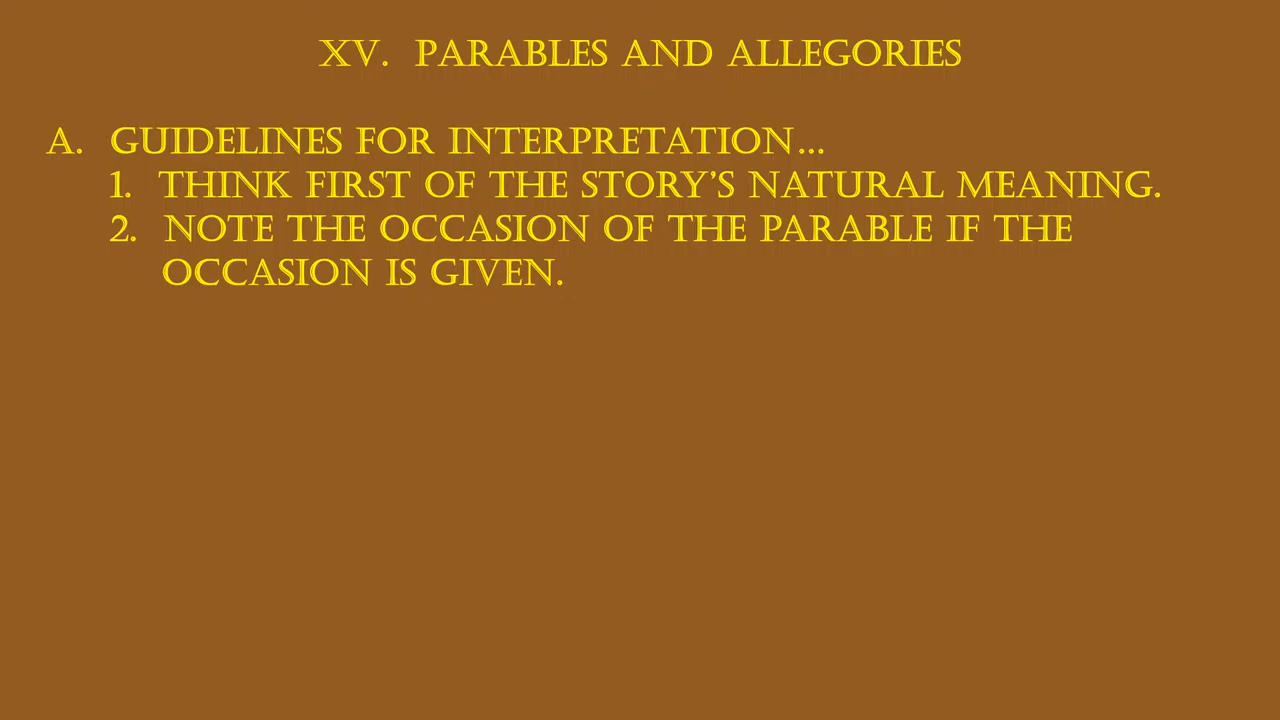 XV. PARABLES AND ALLEGORIES
A. GUIDELINES FOR INTERPRETATION...
1. THINK FIRST OF THE STORY'S NATURAL MEANING.
2. NOTE THE OCCASION OF THE PARABLE IF THE
OCCASION IS GIVEN.